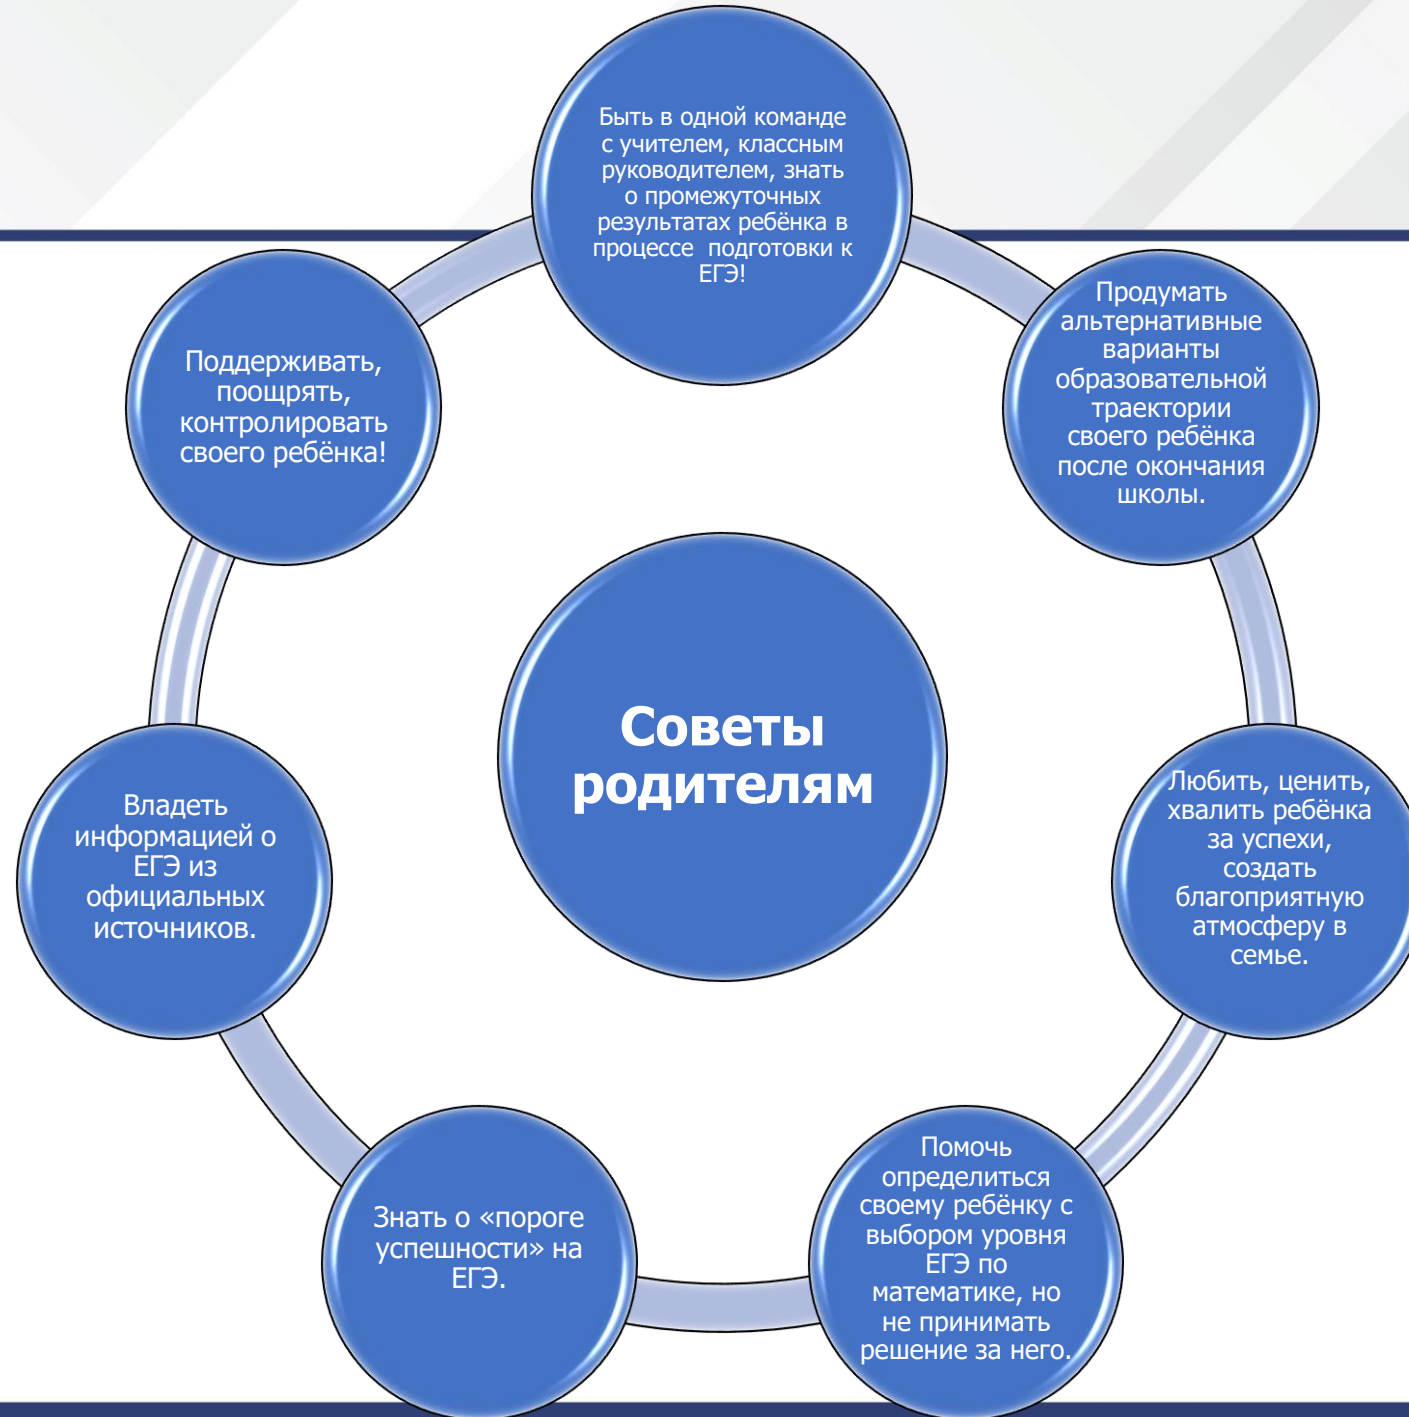 Быть в одной команде
с учителем, классным
руководителем, знать
о промежуточных
результатах ребёнка в
процессе подготовки к
ЕГЭ!
Продумать
альтернативные
варианты
образовательной
траектории
своего ребёнка
после окончания
школы.
Любить, ценить,
хвалить ребёнка
за успехи,
создать
благоприятную
атмосферу в
семье.
Помочь
определиться
своему ребёнку с
выбором уровня
ЕГЭ по
математике, но
не принимать
решение за него.
Знать о «пороге
успешности» на
ЕГЭ.
Владеть
информацией о
ЕГЭ из
официальных
источников.
Поддерживать,
поощрять,
контролировать
своего ребёнка!
Советы
родителям